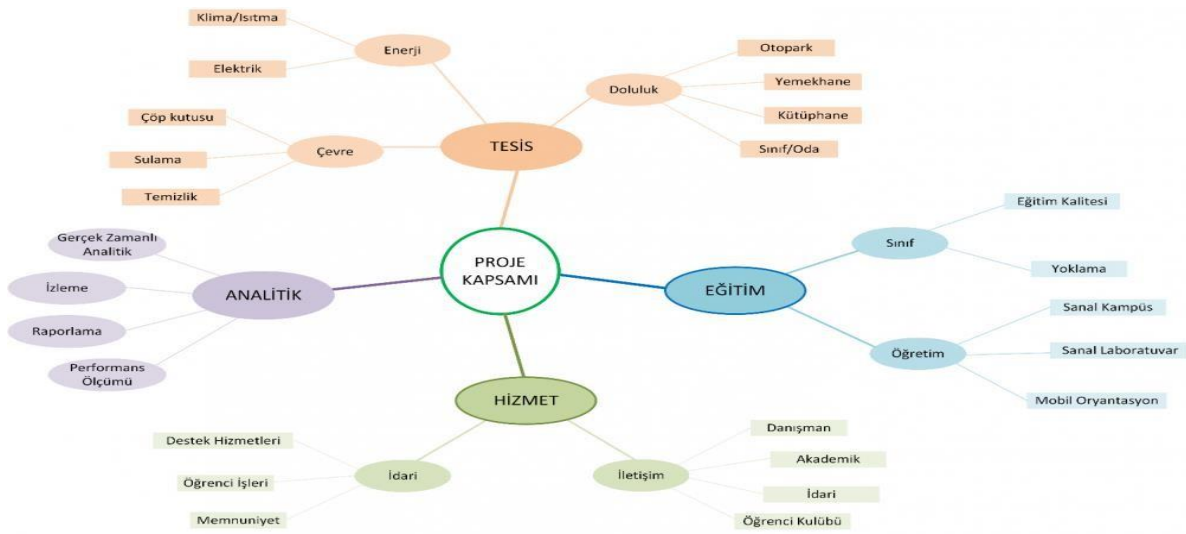 Klima/Isıtma
Enerji
Elektrik
Otopark
Doluluk
Yemekhane
Kütüphane
Sınıf/Oda
Çöp kutusu
Çevre
Sulama
Temizlik
TESİS
Eğitim Kalitesi
Sınıf
Yoklama
Gerçek Zamanlı
Analitik
İzleme
ANALİTİK
Raporlama
Performans
Ölçümü
PROJE
KAPSAMI
EĞİTİM
Sanal Kampüs
Öğretim
Sanal Laboratuvar
Mobil Oryantasyon
HİZMET
Destek Hizmetleri
İdari
Öğrenci İşleri
Memnuniyet
Danışman
İletişim
Akademik
İdari
Öğrenci Kulübü